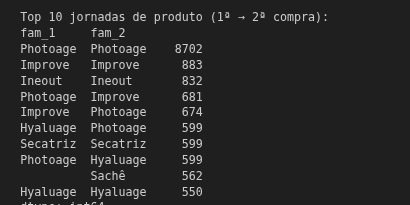 Top 10 jornadas de produto (1ª → 2ª compra):
fam_1     fam_2
Photoage  Photoage    8702
Improve   Improve      883
Ineout    Ineout       832
Photoage  Improve      681
Improve   Photoage     674
Hyaluage  Photoage     599
Secatriz  Secatriz     599
Photoage  Hyaluage     599
          Sachê        562
Hyaluage  Hyaluage     550
dtype: int64